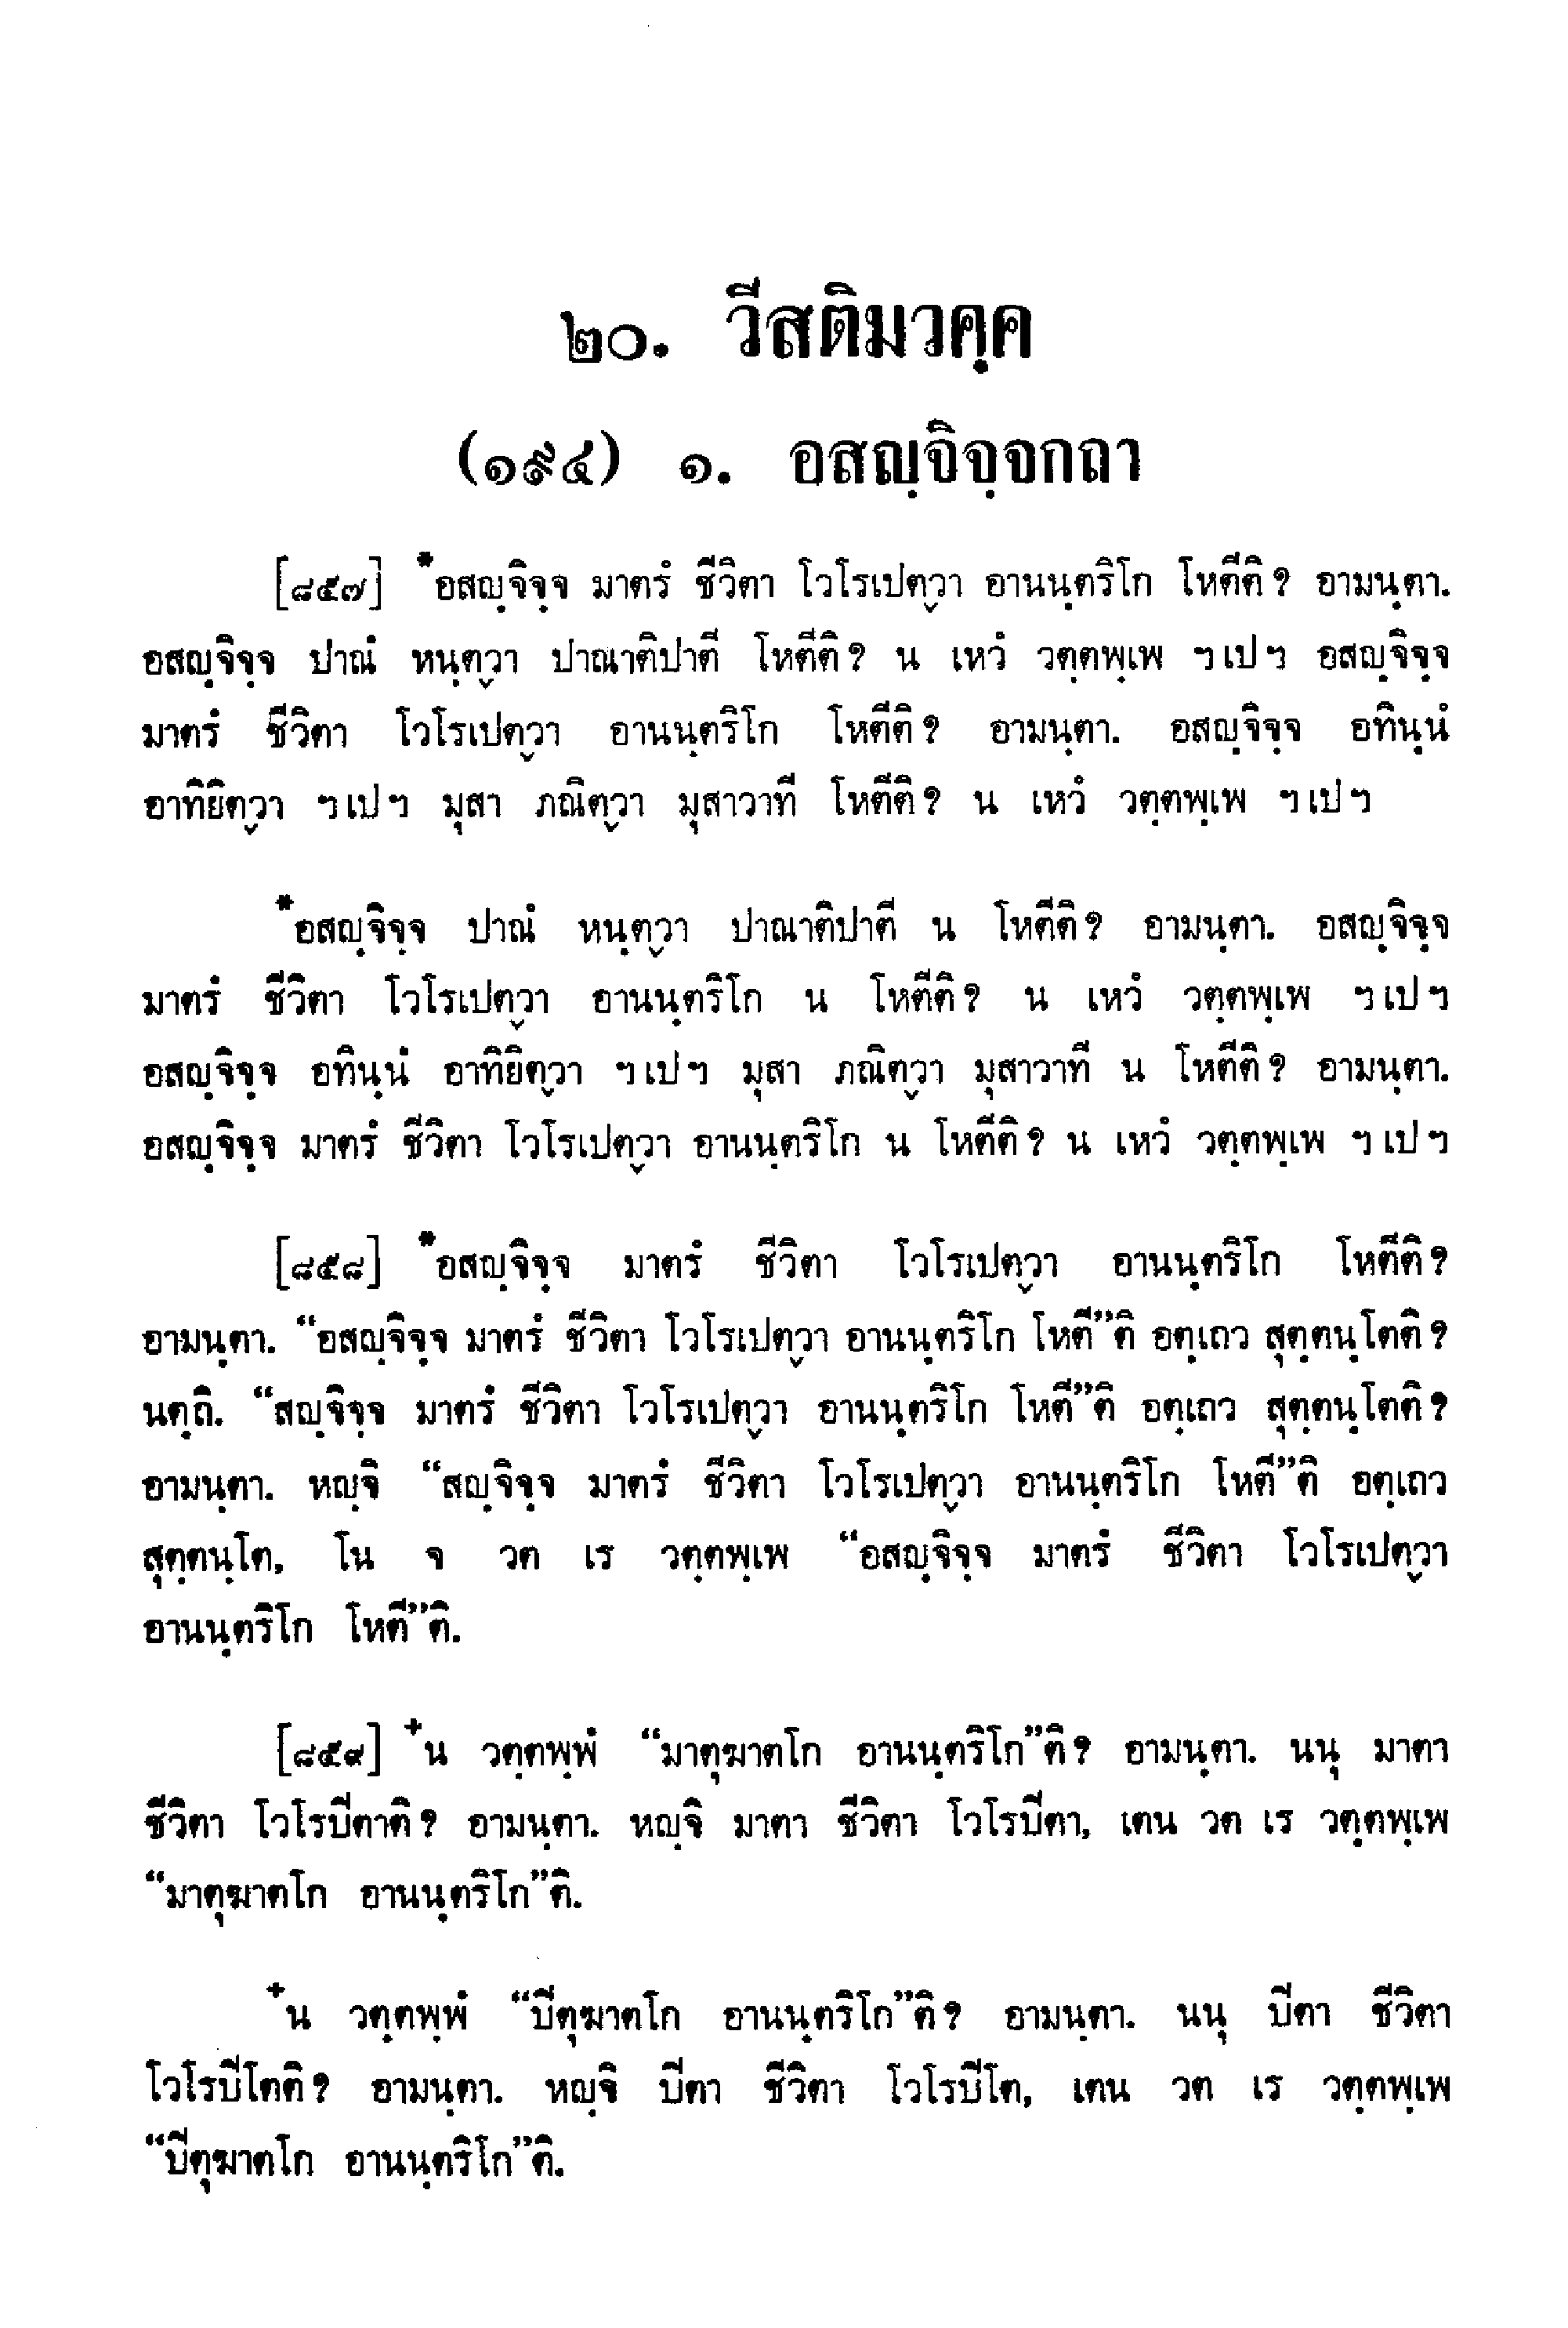 ๒๐. วีสติมวคฺค
(๑๙๔) ๑. อสญฺจิจฺจกถา
[๘๕๗] *อสญฺจิจฺจ มาตรํ ชีวิตา โวโรเปตฺวา อานนฺตริโก โหตีติ? อามนฺตา.
อสญฺจิจฺจ ปาณํ หนฺตฺวา ปาณาติปาตี โหตีติ? น เหวํ วตฺตพฺเพ ฯเปฯ อสญฺจิจฺจ
มาตรํ ชีวิตา โวโรเปตฺวา อานนฺตริโก โหตีติ? อามนฺตา. อสญฺจิจฺจ อทินฺนํ
อาทิยิตฺวา ฯเปฯ มุสา ภณิตฺวา มุสาวาที โหตีติ? น เหวํ วตฺตพฺเพ ฯเปฯ
*อสญฺจิจฺจ ปาณํ หนฺตฺวา ปาณาติปาตี น โหตีติ? อามนฺตา. อสญฺจิจฺจ
มาตรํ ชีวิตา โวโรเปตฺวา อานนฺตริโก น โหตีติ? น เหวํ วตฺตพฺเพ ฯเปฯ
อสญฺจิจฺจ อทินฺนํ อาทิยิตฺวา ฯเปฯ มุสา ภณิตฺวา มุสาวาที น โหตีติ? อามนฺตา.
อสญฺจิจฺจ มาตรํ ชีวิตา โวโรเปตฺวา อานนฺตริโก น โหตีติ? น เหวํ วตฺตพฺเพ ฯเปฯ
[๘๕๘] *อสญฺจิจฺจ มาตรํ ชีวิตา โวโรเปตฺวา อานนฺตริโก โหตีติ?
อามนฺตา. “อสญฺจิจฺจ มาตรํ ชีวิตา โวโรเปตฺวา อานนฺตริโก โหตี”ติ อตฺเถว สุตฺตนฺโตติ?
นตฺถิ. “สญฺจิจฺจ มาตรํ ชีวิตา โวโรเปตฺวา อานนฺตริโก โหตี”ติ อตฺเถว สุตฺตนฺโตติ?
อามนฺตา. หญฺจิ “สญฺจิจฺจ มาตรํ ชีวิตา โวโรเปตฺวา อานนฺตริโก โหตี”ติ อตฺเถว
สุตฺตนฺโต, โน จ วต เร วตฺตพฺเพ “อสญฺจิจฺจ มาตรํ ชีวิตา โวโรเปตฺวา
อานนฺตริโก โหตี”ติ.
[๘๕๙] +น วตฺตพฺพํ “มาตุฆาตโก อานนฺตริโก”ติ? อามนฺตา. นนุ มาตา
ชีวิตา โวโรปีตาติ? อามนฺตา. หญฺจิ มาตา ชีวิตา โวโรปีตา, เตน วต เร วตฺตพฺเพ
“มาตุฆาตโก อานนฺตริโก”ติ.
+น วตฺตพฺพํ “ปีตุฆาตโก อานนฺตริโก”ติ? อามนฺตา. นนุ ปีตา ชีวิตา
โวโรปีโตติ? อามนฺตา. หญฺจิ ปีตา ชีวิตา โวโรปีโต, เตน วต เร วตฺตพฺเพ
“ปีตุฆาตโก อานนฺตริโก”ติ.